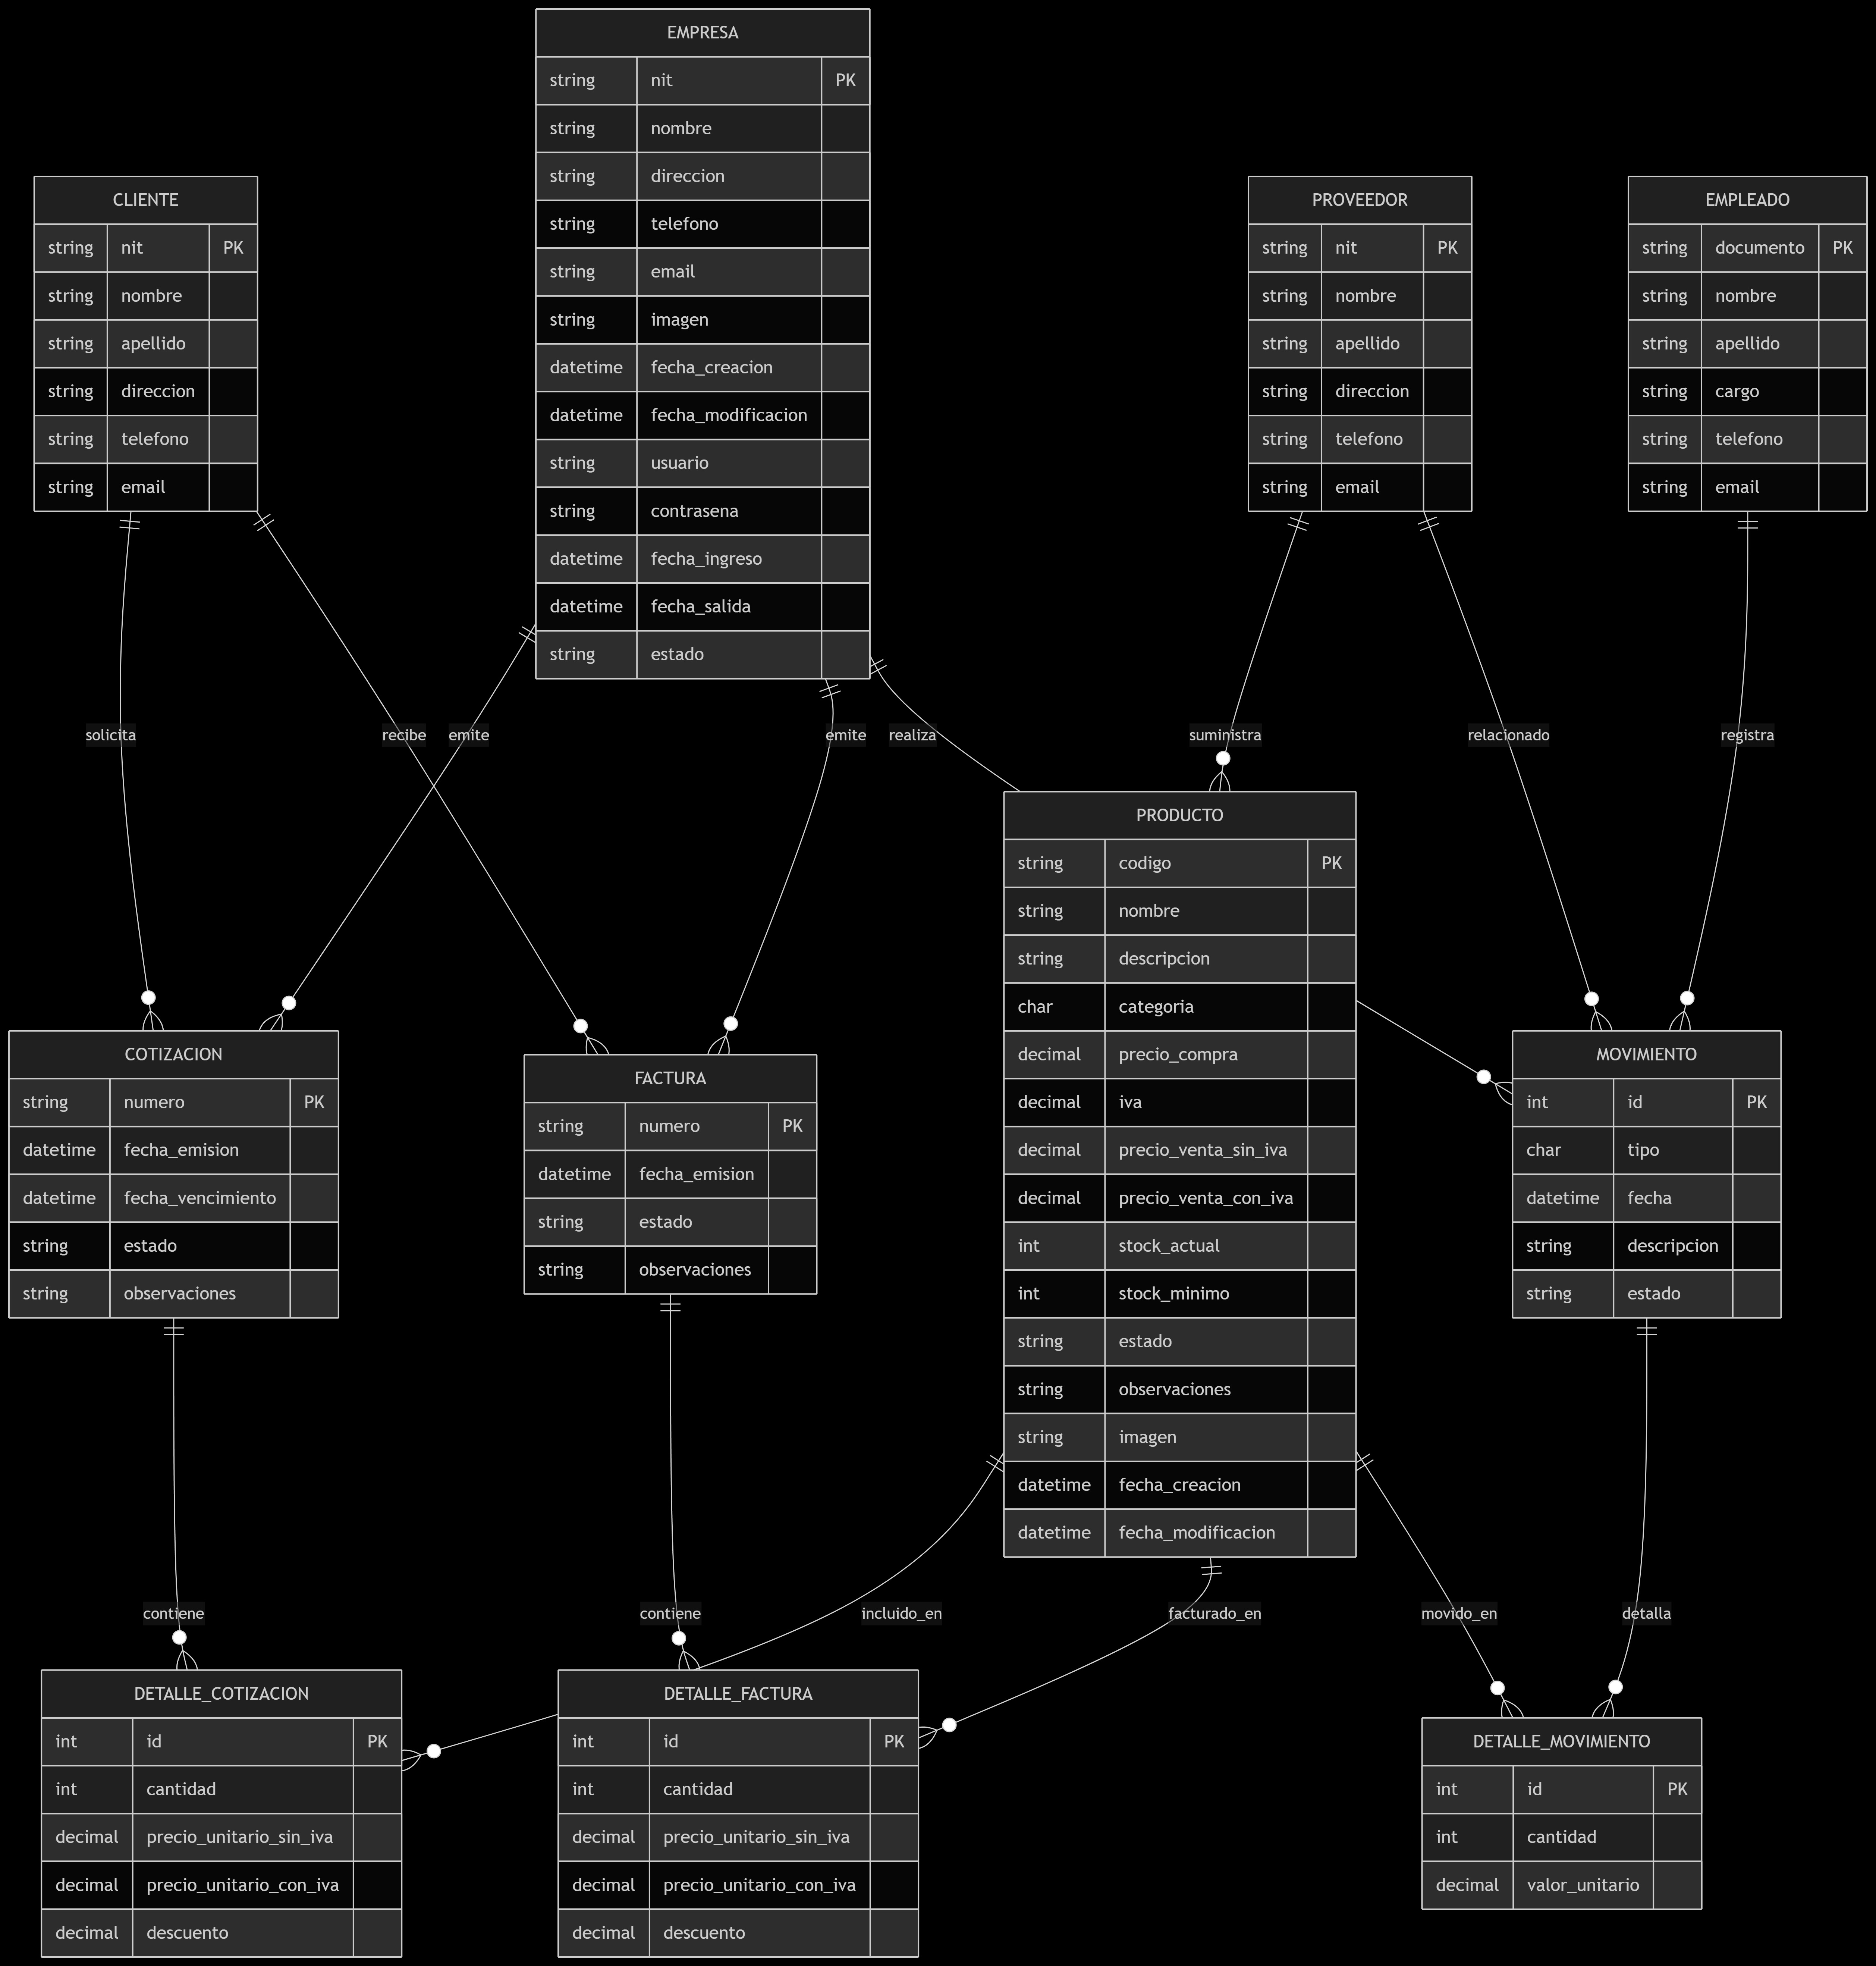 EMPRESA
string nit PK
string nombre
string direccion
string telefono
string email
string imagen
datetime fecha_creacion
datetime fecha_modificacion
string usuario
string contrasena
datetime fecha_ingreso
datetime fecha_salida
string estado
CLIENTE
string nit PK
string nombre
string apellido
string direccion
string telefono
string email
PROVEEDOR
string nit PK
string nombre
string apellido
string direccion
string telefono
string email
EMPLEADO
string documento PK
string nombre
string apellido
string cargo
string telefono
string email
solicita
recibe
emite
emite
realiza
suministra
relacionado
registra
COTIZACION
string numero PK
datetime fecha_emision
datetime fecha_vencimiento
string estado
string observaciones
FACTURA
string numero PK
datetime fecha_emision
string estado
string observaciones
PRODUCTO
string codigo PK
string nombre
string descripcion
char categoria
decimal precio_compra
decimal iva
decimal precio_venta_sin_iva
decimal precio_venta_con_iva
int stock_actual
int stock_minimo
string estado
string observaciones
string imagen
datetime fecha_creacion
datetime fecha_modificacion
MOVIMIENTO
int id PK
char tipo
datetime fecha
string descripcion
string estado
contiene
contiene
incluido_en
facturado_en
movido_en
detalla
DETALLE_COTIZACION
int id PK
int cantidad
decimal precio_unitario_sin_iva
decimal precio_unitario_con_iva
decimal descuento
DETALLE_FACTURA
int id PK
int cantidad
decimal precio_unitario_sin_iva
decimal precio_unitario_con_iva
decimal descuento
DETALLE_MOVIMIENTO
int id PK
int cantidad
decimal valor_unitario